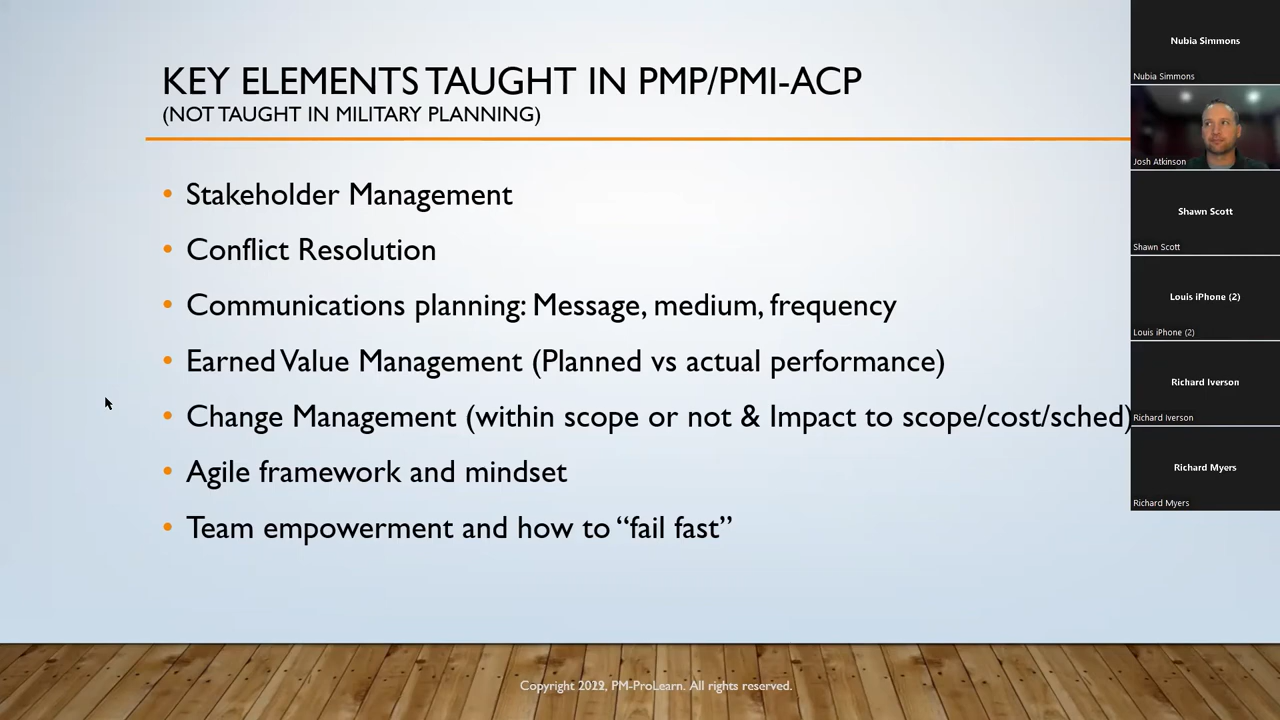 KEY ELEMENTS TAUGHT IN PMP/PMI-ACP
(NOT TAUGHT IN MILITARY PLANNING)
• Stakeholder Management
• Conflict Resolution
• Communications planning: Message, medium, frequency
• Earned Value Management (Planned vs actual performance)
• Change Management (within scope or not & Impact to scope/cost/sched)
• Agile framework and mindset
• Team empowerment and how to “fail fast”
Copyright PM-ProLearn. All rights reserved.
Nubia Simmons
Nubia Simmons
Josh Atkinson
Shawn Scott
Shawn Scott
Louis iPhone (2)
Louis iPhone (2)
Richard Iverson
Richard Iverson
Richard Myers
Richard Myers